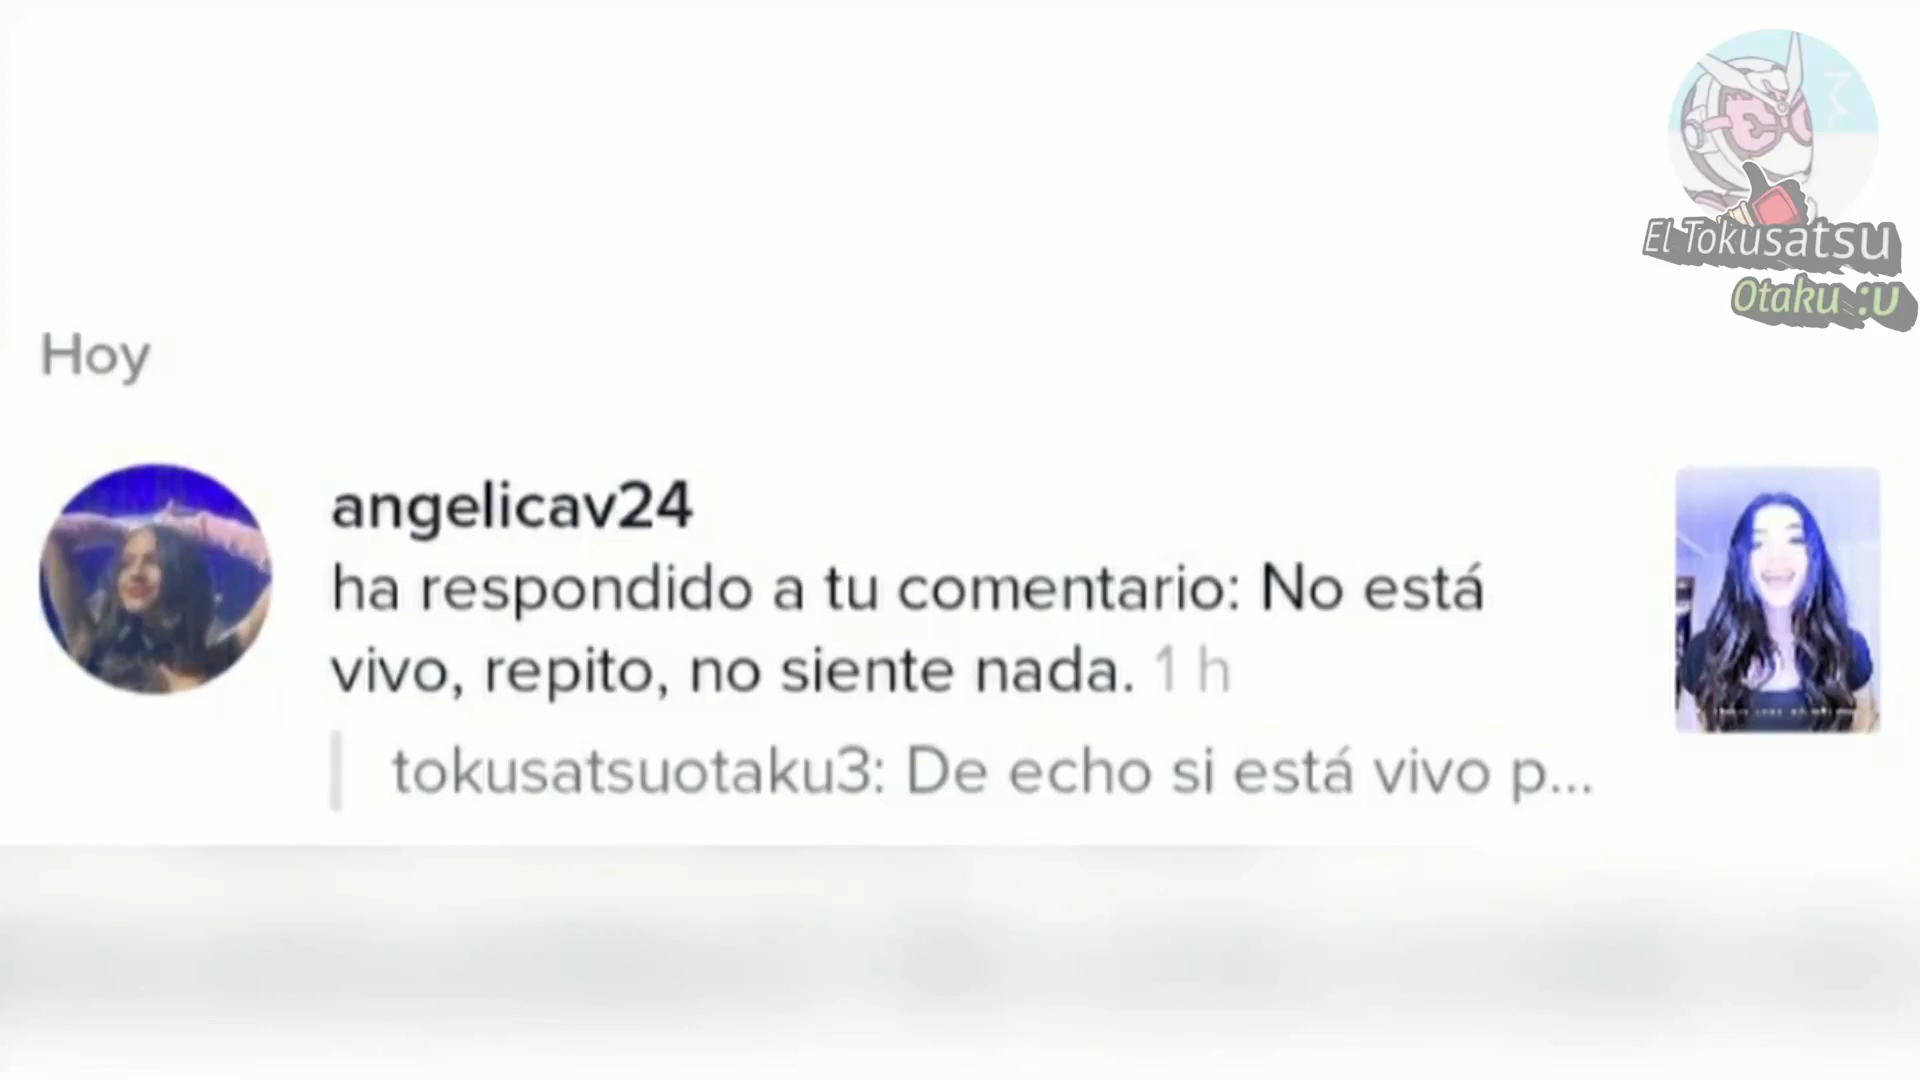 El Tokusatsu
Otaku :U
Hoy
angelicav24
ha respondido a tu comentario: No está
vivo, repito, no siente nada. 1 h
tokusatsuotaku3: De echo si está vivo p...